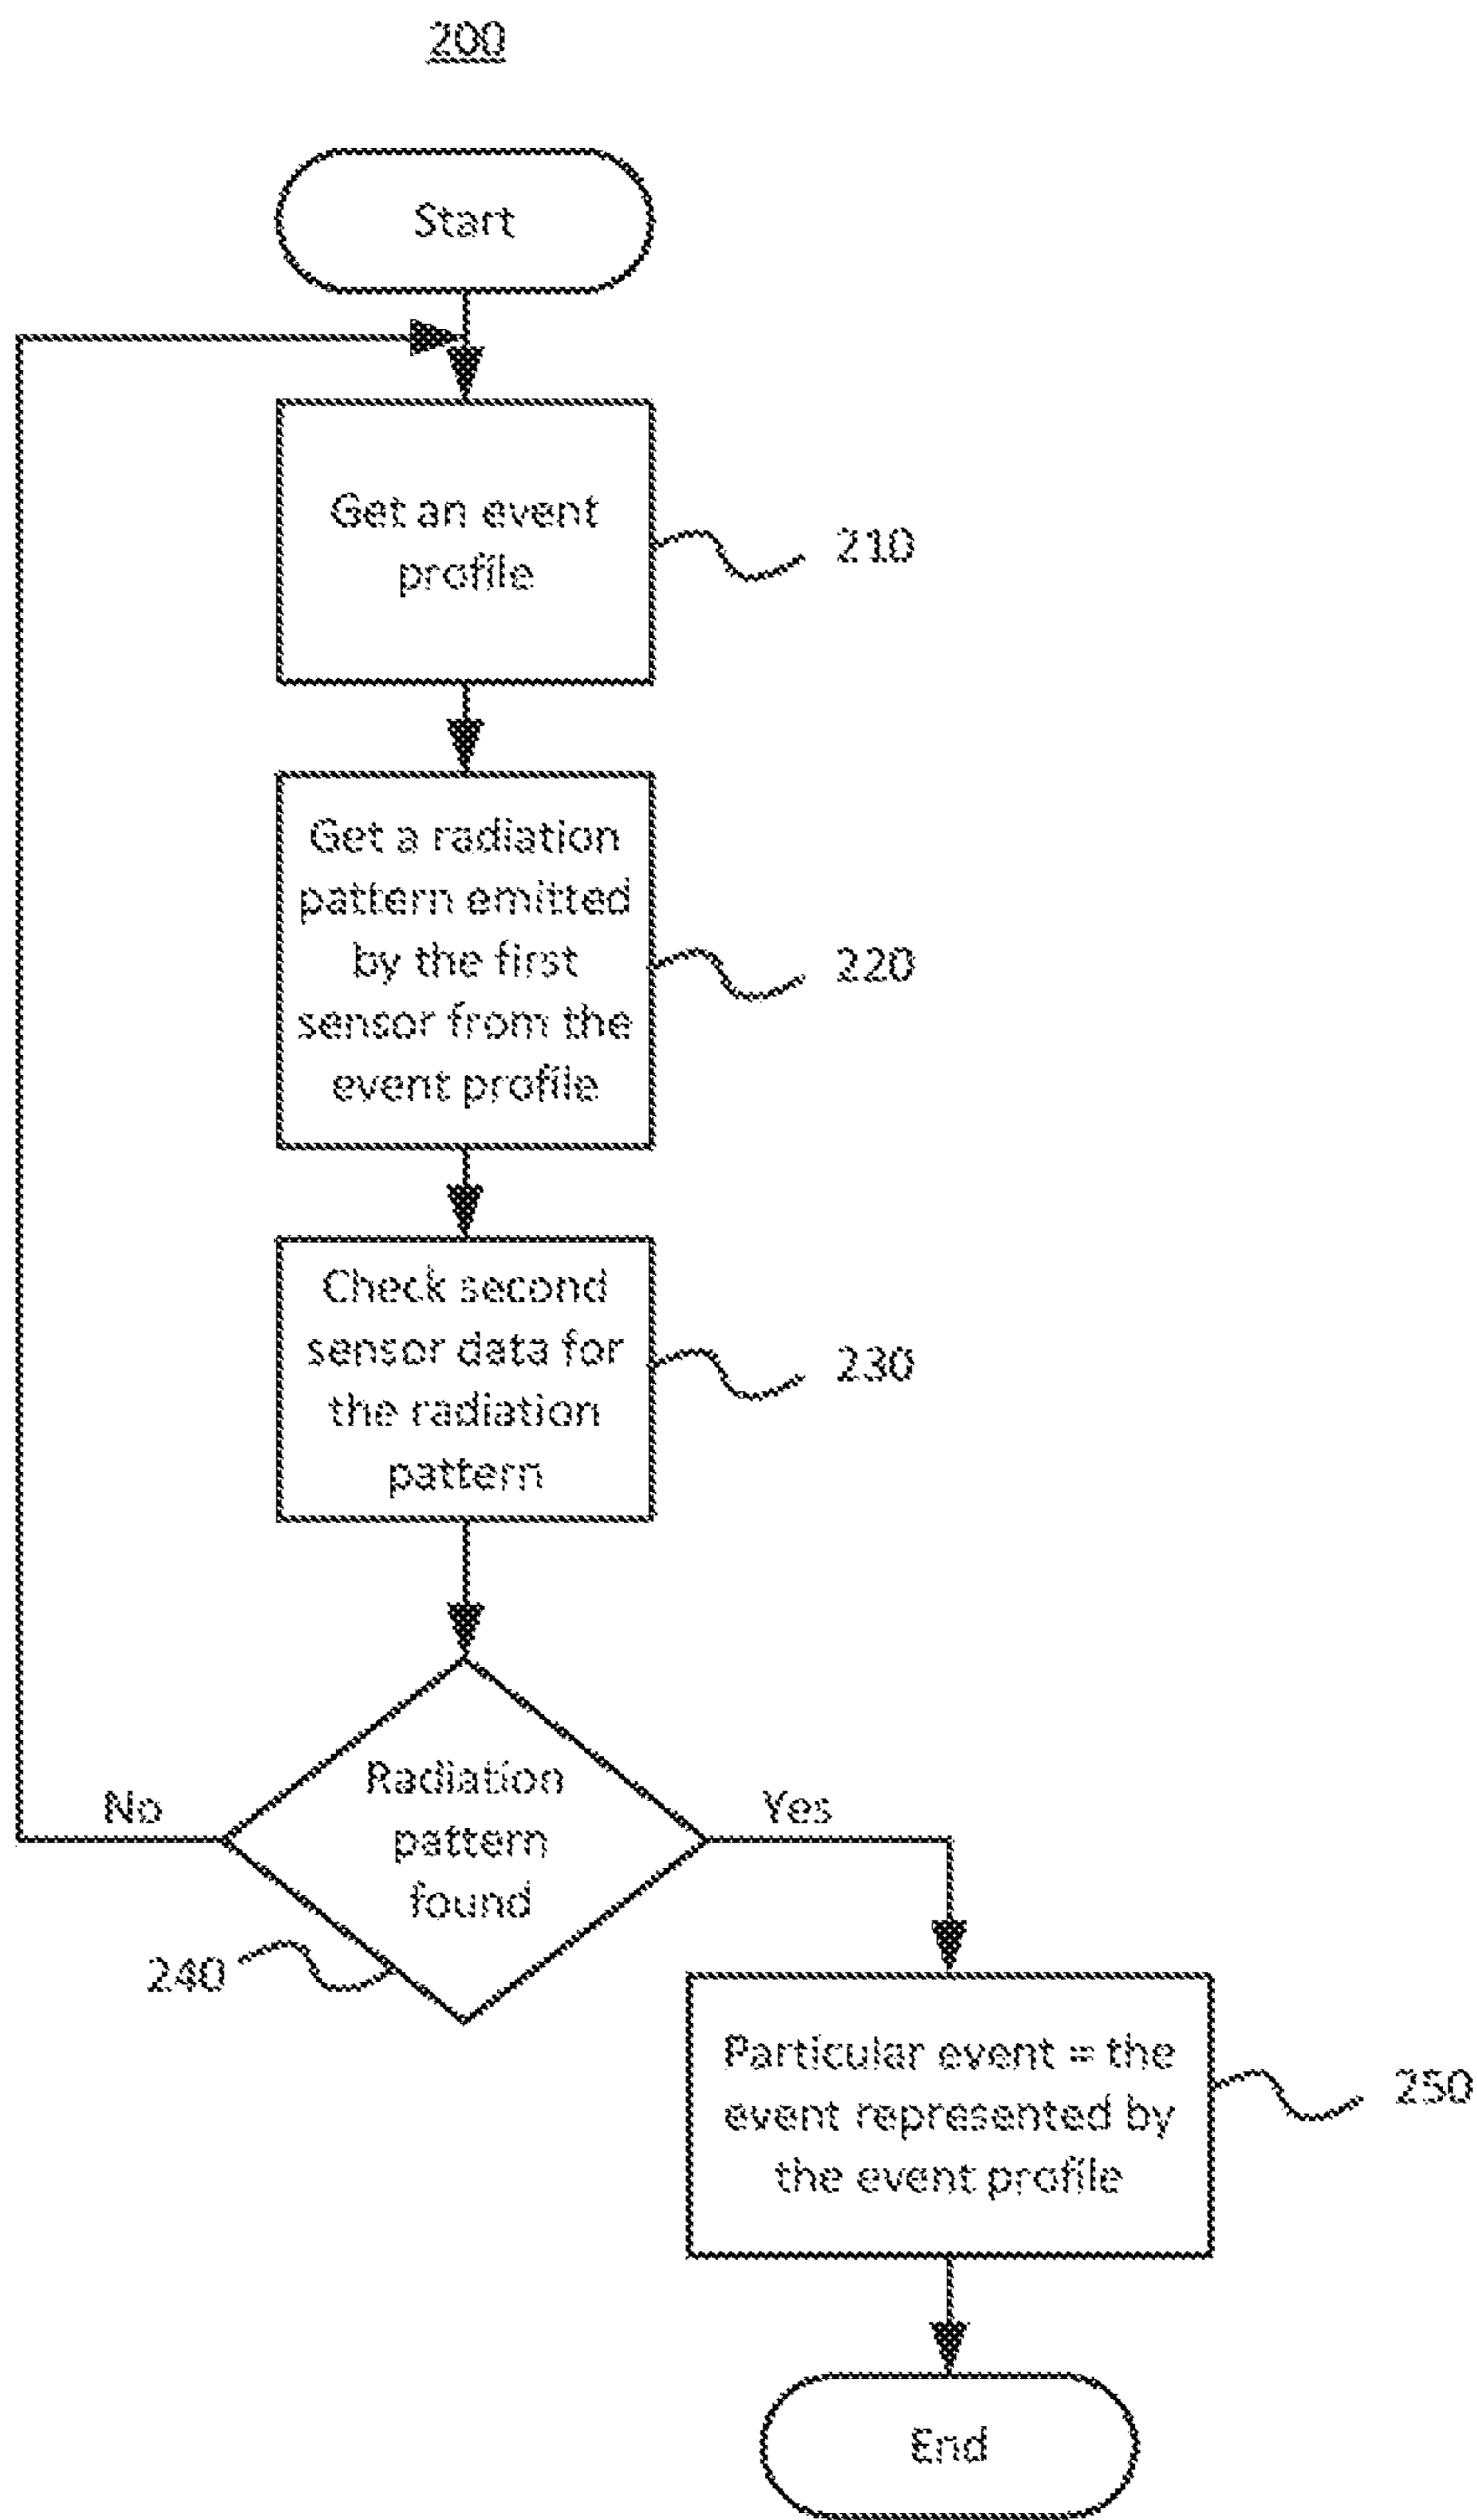 200
Start
Get an event
profile
210
Get a radiation
pattern emitted
by the first
sensor from the
event profile
220
Check second
sensor data for
the radiation
pattern
230
Radiation
pattern
found
No
Yes
240
Particular event = the
event represented by
the event profile
250
End